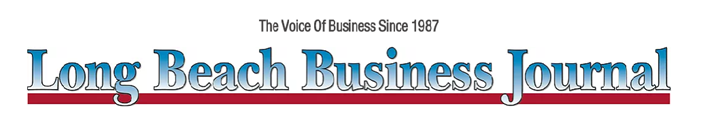 The Voice Of Business Since 1987
Long Beach Business Journal